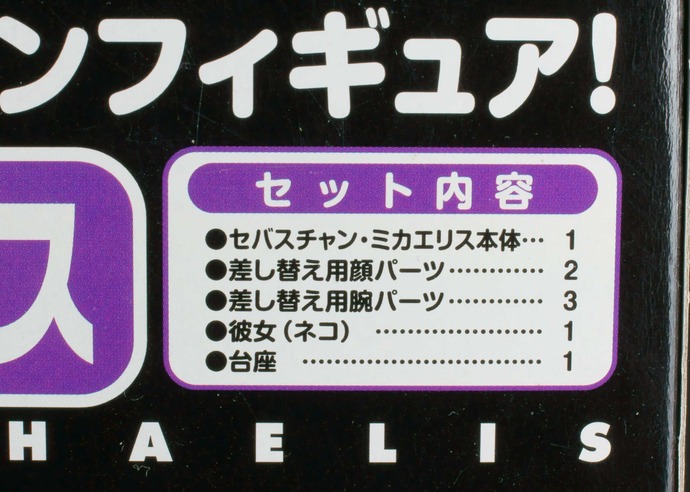 ンフィギュア!
ス
セット内容
●セバスチャン・ミカエリス本体… 1
●差し替え用顔パーツ………… 2
●差し替え用腕パーツ………… 3
●彼女(ネコ) ………………… 1
●台座 ………………………… 1
HAELIS